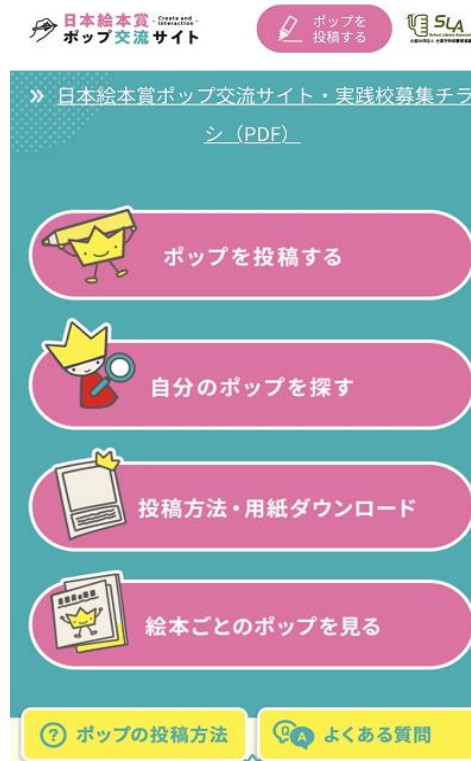 日本絵本賞 - Create and Interaction -
ポップ交流サイト
ポップを
投稿する
SLA
» 日本絵本賞ポップ交流サイト・実践校募集チラ
シ（PDF）
ポップを投稿する
自分のポップを探す
投稿方法・用紙ダウンロード
絵本ごとのポップを見る
? ポップの投稿方法
Q A よくある質問